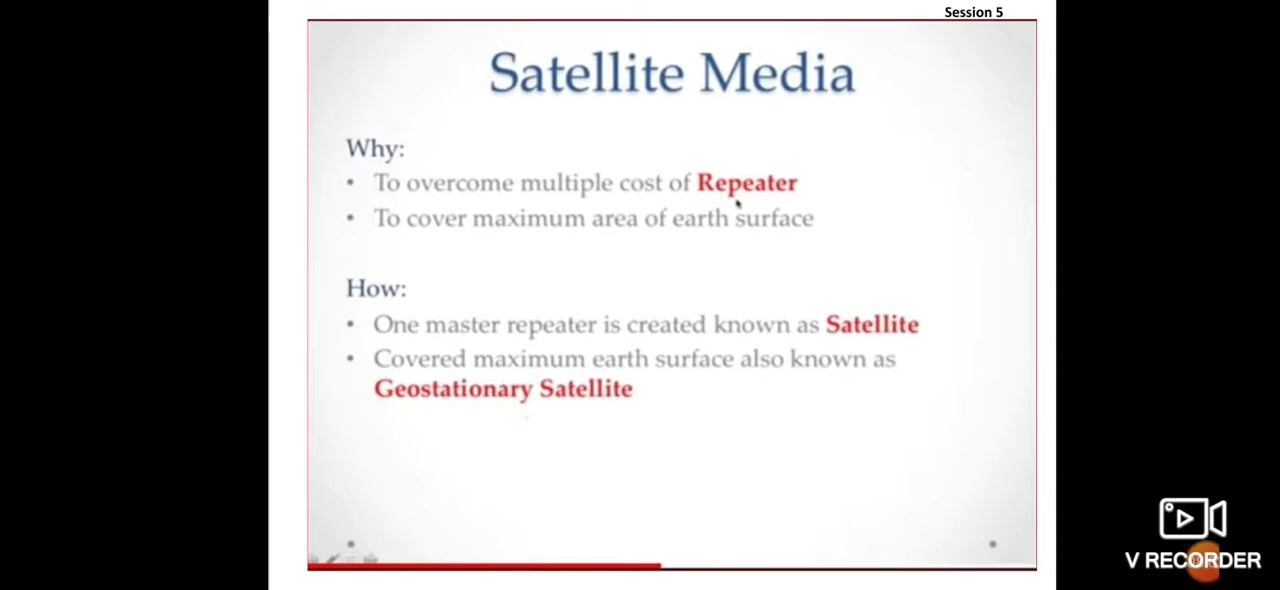 Session 5
Satellite Media
Why:
• To overcome multiple cost of Repeater
• To cover maximum area of earth surface
How:
• One master repeater is created known as Satellite
• Covered maximum earth surface also known as
Geostationary Satellite
V RECORDER